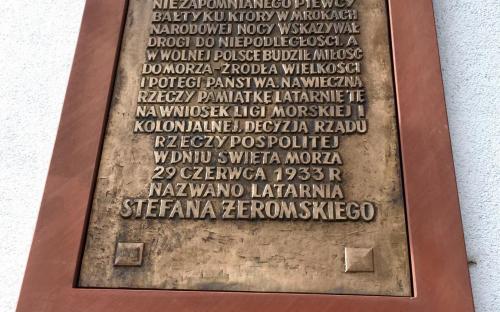 NIEZAPOMNIANEGO PIEWCY
BAŁTYKU, KTÓRY W MROKACH
NARODOWEJ NOCY WSKAZYWAŁ
DROGI DO NIEPODLEGŁOŚCI, A
W WOLNEJ POLSCE BUDZIŁ MIŁOŚĆ
DO MORZA-ŹRÓDŁA WIELKOŚCI
I POTĘGI PAŃSTWA. NA WIECZNĄ
RZECZY PAMIĄTKĘ LATARNIĘ TĘ
NA WNIOSEK LIGI MORSKIEJ I
KOLONJALNEJ, DECYZJĄ RZĄDU
RZECZYPOSPOLITEJ
W DNIU ŚWIĘTA MORZA
29 CZERWCA 1933 R
NAZWANO LATARNIĄ
STEFANA ŻEROMSKIEGO